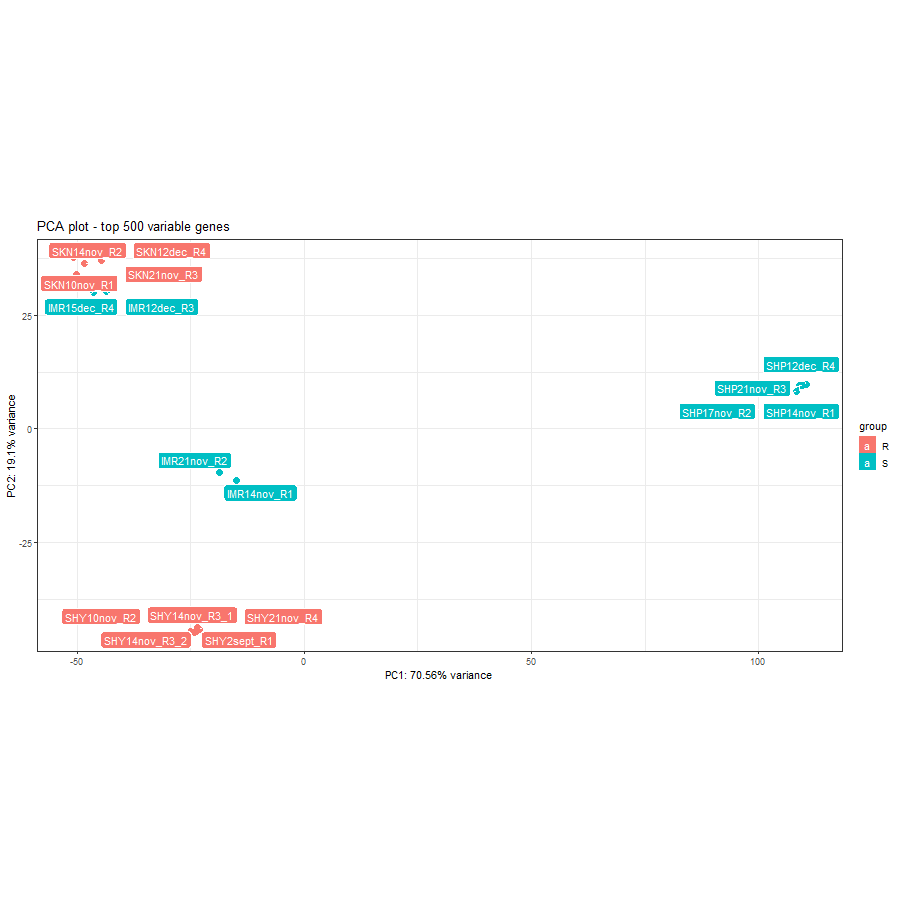 PCA plot - top 500 variable genes
SKN14nov_R2
SKN12dec_R4
SKN21nov_R3
SKN10nov_R1
IMR15dec_R4
IMR12dec_R3
SHP12dec_R4
SHP21nov_R3
SHP17nov_R2
SHP14nov_R1
IMR21nov_R2
IMR14nov_R1
SHY10nov_R2
SHY14nov_R3_1
SHY21nov_R4
SHY14nov_R3_2
SHY2sept_R1
25
0
-25
-50
0
50
100
PC1: 70.56% variance
PC2: 19.1% variance
group
a R
a S